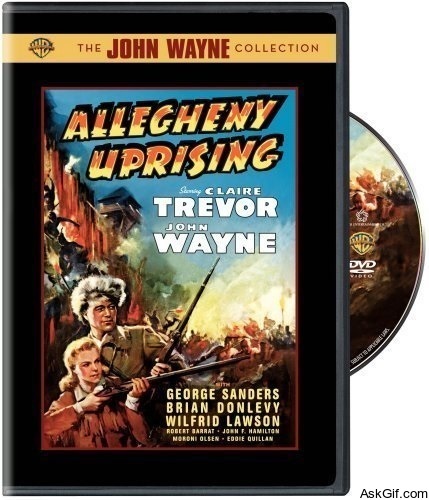 THE JOHN WAYNE COLLECTION
ALLEGHENY
UPRISING
Starring CLAIRE
TREVOR
JOHN
WAYNE
WITH
GEORGE SANDERS
BRIAN DONLEVY
WILFRID LAWSON
ROBERT BARRAT • JOHN F. HAMILTON
MORONI OLSEN • EDDIE QUILLAN
DVD
VIDEO
AskGif.com